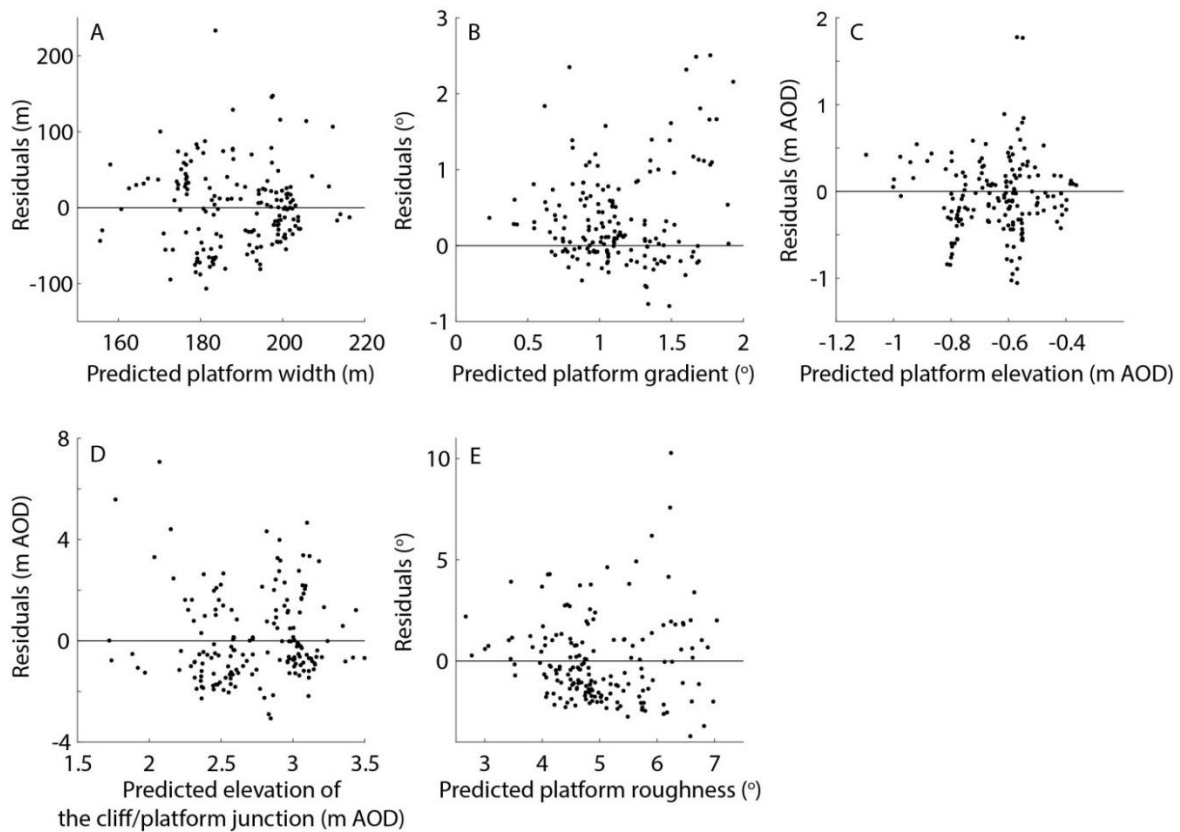 A
200
100
0
-100
Residuals (m)
160 180 200 220
Predicted platform width (m)
B
3
2
1
0
-1
Residuals (º)
0 0.5 1 1.5 2
Predicted platform gradient (º)
C
2
1
0
-1
Residuals (m AOD)
-1.2 -1 -0.8 -0.6 -0.4
Predicted platform elevation (m AOD)
D
8
4
0
-4
Residuals (m AOD)
1.5 2 2.5 3 3.5
Predicted elevation of
the cliff/platform junction (m AOD)
E
10
5
0
Residuals (º)
3 4 5 6 7
Predicted platform roughness (º)